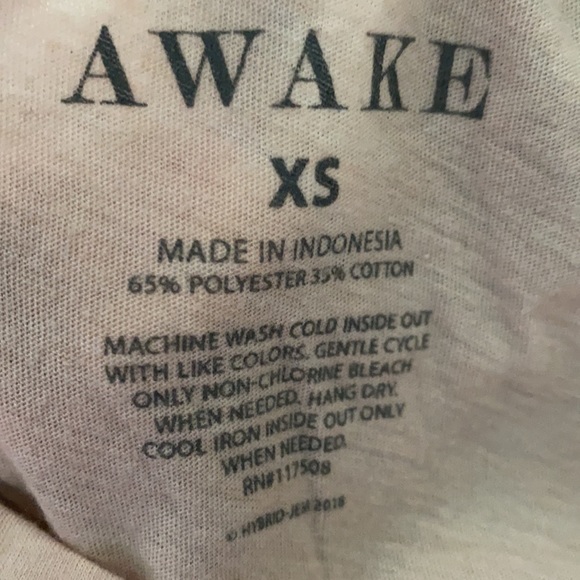 AWAKE
XS
MADE IN INDONESIA
65% POLYESTER 35% COTTON
MACHINE WASH COLD INSIDE OUT
WITH LIKE COLORS. GENTLE CYCLE
ONLY NON-CHLORINE BLEACH
WHEN NEEDED. HANG DRY.
COOL IRON INSIDE OUT ONLY
WHEN NEEDED.
RN#117508
© HYBRID-JEM 2018